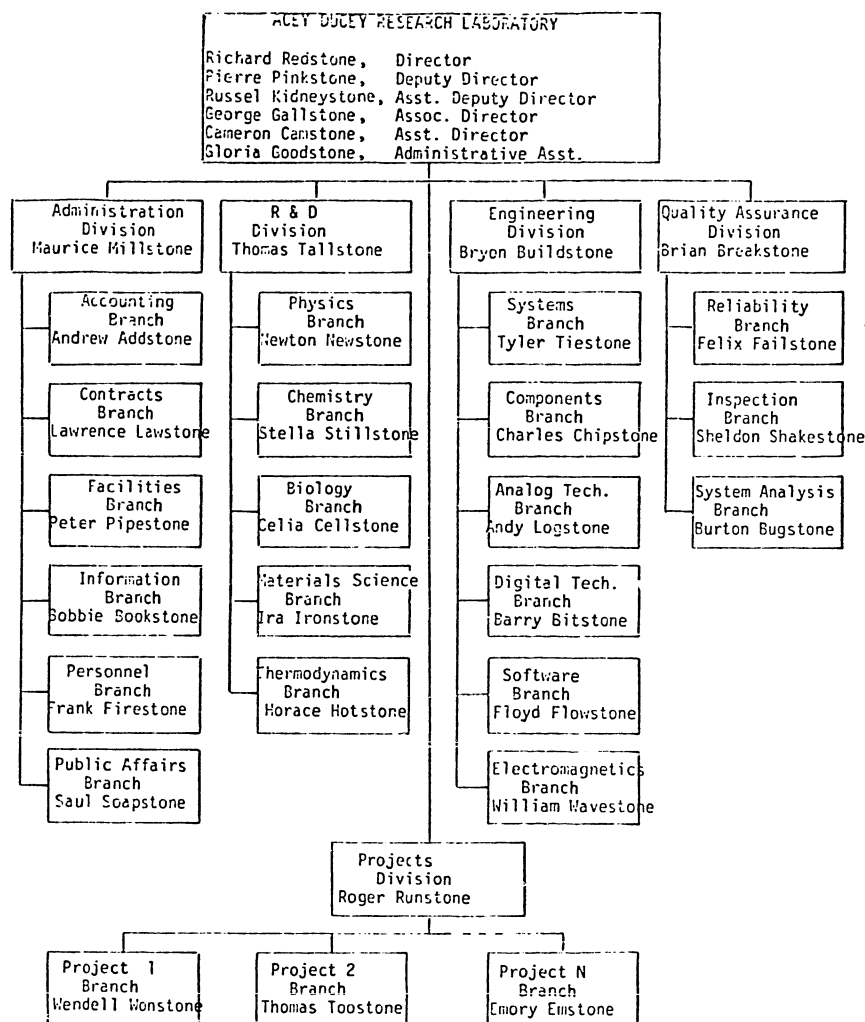 ACEY DUCEY RESEARCH LABORATORY
Richard Redstone, Director
Pierre Pinkstone, Deputy Director
Russel Kidneystone, Asst. Deputy Director
George Gallstone, Assoc. Director
Cameron Camstone, Asst. Director
Gloria Goodstone, Administrative Asst.
Administration
Division
Maurice Millstone
R & D
Division
Thomas Tallstone
Engineering
Division
Bryon Buildstone
Quality Assurance
Division
Brian Breakstone
Accounting
Branch
Andrew Addstone
Contracts
Branch
Lawrence Lawstone
Facilities
Branch
Peter Pipestone
Information
Branch
Bobbie Bookstone
Personnel
Branch
Frank Firestone
Public Affairs
Branch
Saul Soapstone
Physics
Branch
Newton Newstone
Chemistry
Branch
Stella Stillstone
Biology
Branch
Celia Cellstone
Materials Science
Branch
Ira Ironstone
Thermodynamics
Branch
Horace Hotstone
Systems
Branch
Tyler Tiestone
Components
Branch
Charles Chipstone
Analog Tech.
Branch
Andy Logstone
Digital Tech.
Branch
Barry Bitstone
Software
Branch
Floyd Flowstone
Electromagnetics
Branch
William Wavestone
Reliability
Branch
Felix Failstone
Inspection
Branch
Sheldon Shakestone
System Analysis
Branch
Burton Bugstone
Projects
Division
Roger Runstone
Project 1
Branch
Wendell Wonstone
Project 2
Branch
Thomas Toostone
Project N
Branch
Emory Emstone